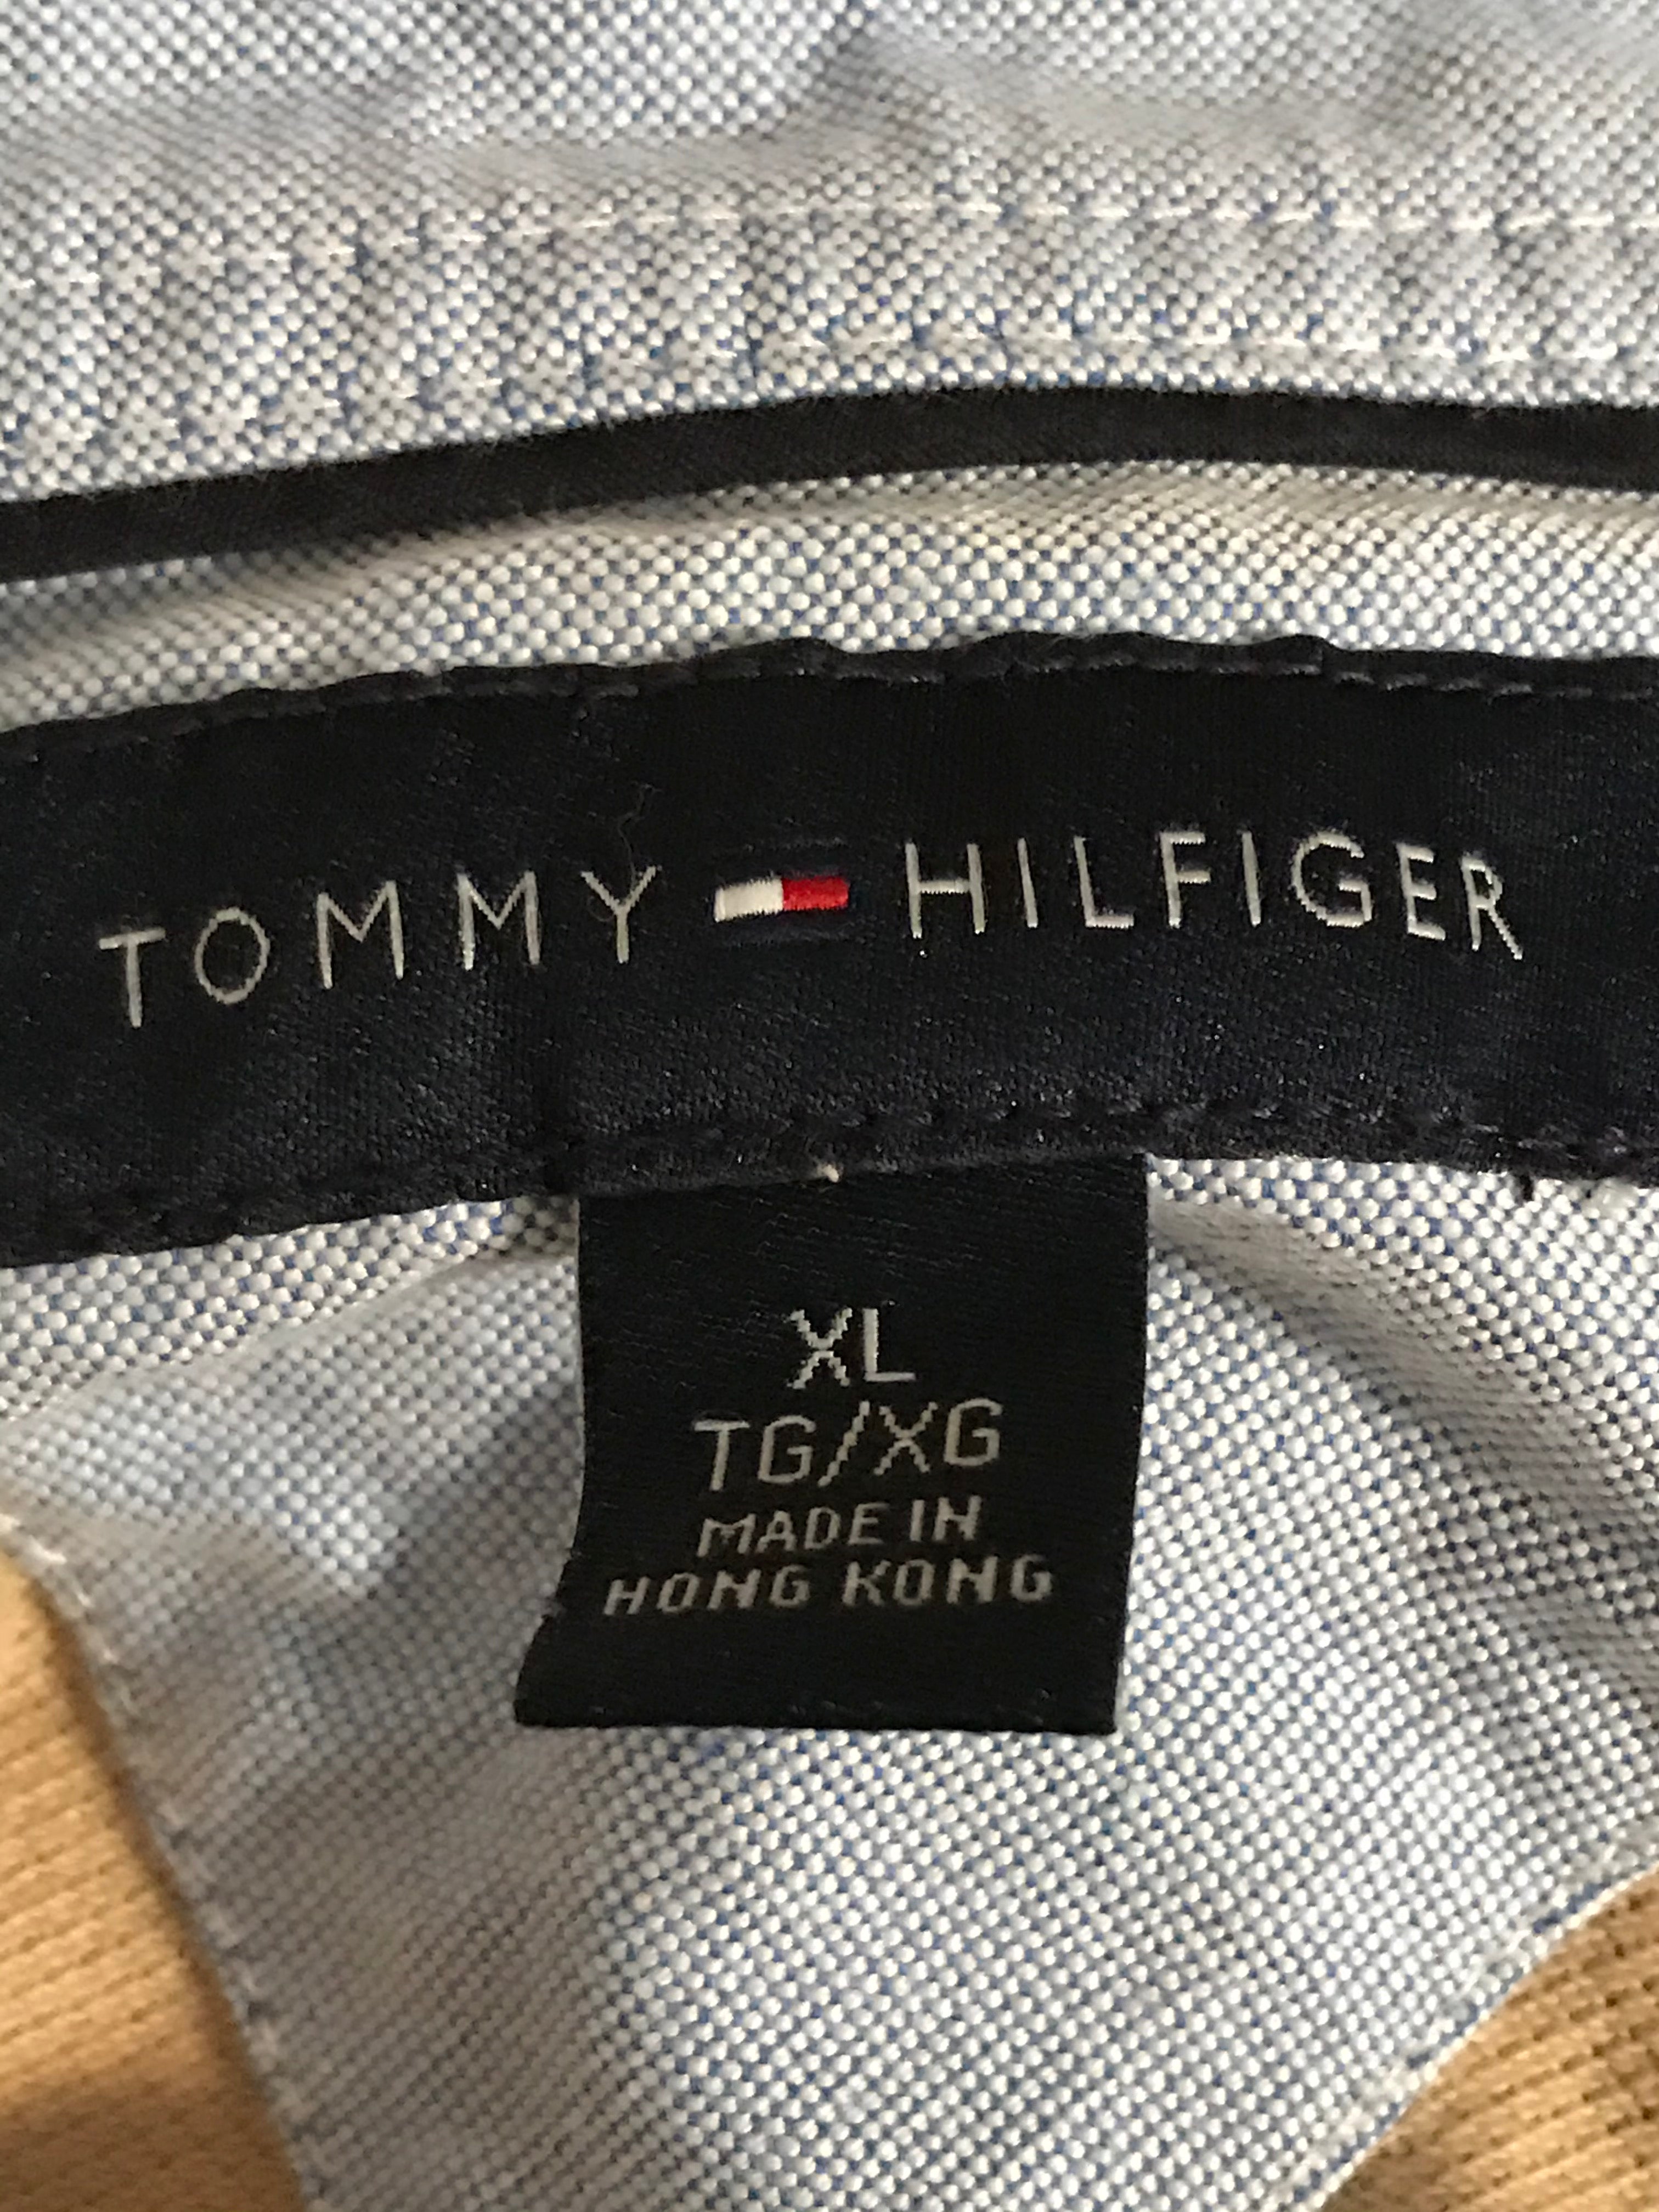 TOMMY HILFIGER
XL
TG/XG
MADE IN
HONG KONG